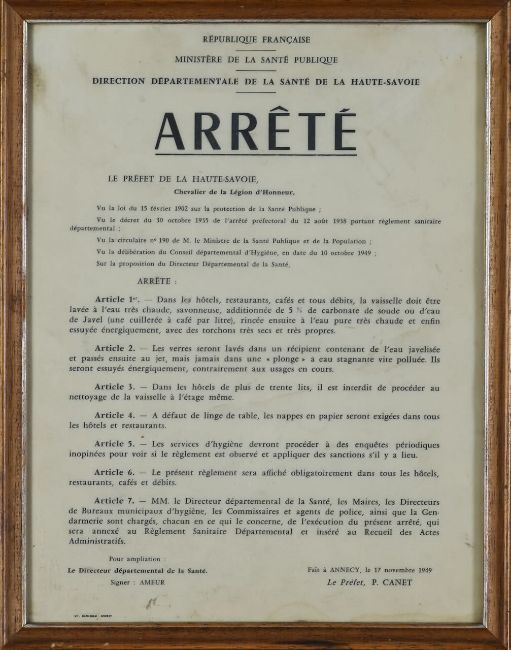 RÉPUBLIQUE FRANÇAISE
MINISTÈRE DE LA SANTÉ PUBLIQUE
DIRECTION DÉPARTEMENTALE DE LA SANTÉ DE LA HAUTE-SAVOIE
ARRÊTÉ
LE PRÉFET DE LA HAUTE-SAVOIE,
Chevalier de la Légion d'Honneur,
Vu la loi du 15 février 1902 sur la protection de la Santé Publique ;
Vu le décret du 30 octobre 1935 de l'arrêté préfectoral du 12 août 1938 portant règlement sanitaire
départemental ;
Vu la circulaire nº 190 de M. le Ministre de la Santé Publique et de la Population ;
Vu la délibération du Conseil départemental d'Hygiène, en date du 10 octobre 1949 ;
Sur la proposition du Directeur Départemental de la Santé,
ARRÊTE :
Article 1er. — Dans les hôtels, restaurants, cafés et tous débits, la vaisselle doit être
lavée à l'eau très chaude, savonneuse, additionnée de 5 % de carbonate de soude ou d'eau
de Javel (une cuillerée à café par litre), rincée ensuite à l'eau pure très chaude et enfin
essuyée énergiquement, avec des torchons très secs et très propres.
Article 2. — Les verres seront lavés dans un récipient contenant de l'eau javelisée
et passés ensuite au jet, mais jamais dans une « plonge » a eau stagnante vite polluée. Ils
seront essuyés énergiquement, contrairement aux usages en cours.
Article 3. — Dans les hôtels de plus de trente lits, il est interdit de procéder au
nettoyage de la vaisselle à l'étage même.
Article 4. — A défaut de linge de table, les nappes en papier seront exigées dans tous
les hôtels et restaurants.
Article 5. — Les services d'hygiène devront procéder à des enquêtes périodiques
inopinées pour voir si le règlement est observé et appliquer des sanctions s'il y a lieu.
Article 6. — Le présent règlement sera affiché obligatoirement dans tous les hôtels,
restaurants, cafés et débits.
Article 7. — MM. le Directeur départemental de la Santé, les Maires, les Directeurs
de Bureaux municipaux d'hygiène, les Commissaires et agents de police, ainsi que la Gen-
darmerie sont chargés, chacun en ce qui le concerne, de l'exécution du présent arrêté, qui
sera annexé au Règlement Sanitaire Départemental et inséré au Recueil des Actes
Administratifs.
Pour ampliation :
Le Directeur départemental de la Santé.
Signer : AMEUR
Fait à ANNECY, le 17 novembre 1949
Le Préfet, P. CANET